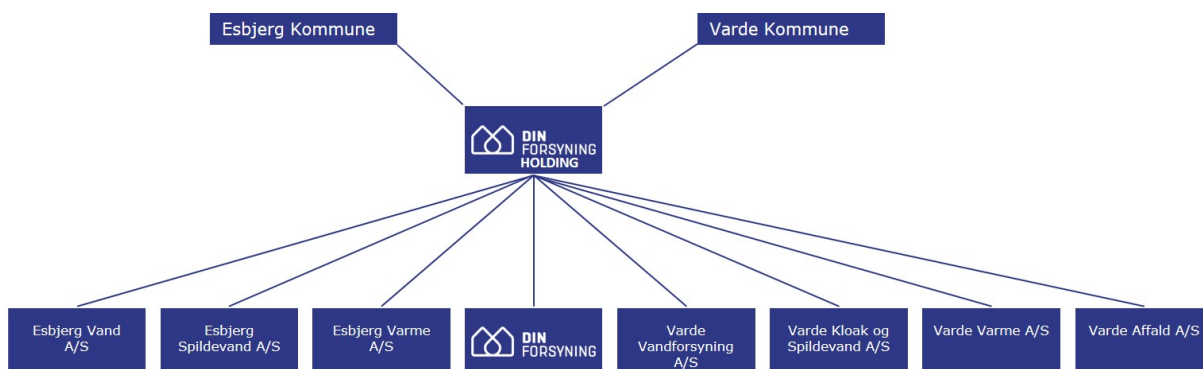 Esbjerg Kommune
Varde Kommune
DIN
FORSYNING
HOLDING
Esbjerg Vand
A/S
Esbjerg
Spildevand A/S
Esbjerg Varme
A/S
DIN
FORSYNING
Varde
Vandforsyning
A/S
Varde Kloak og
Spildevand A/S
Varde Varme A/S
Varde Affald A/S